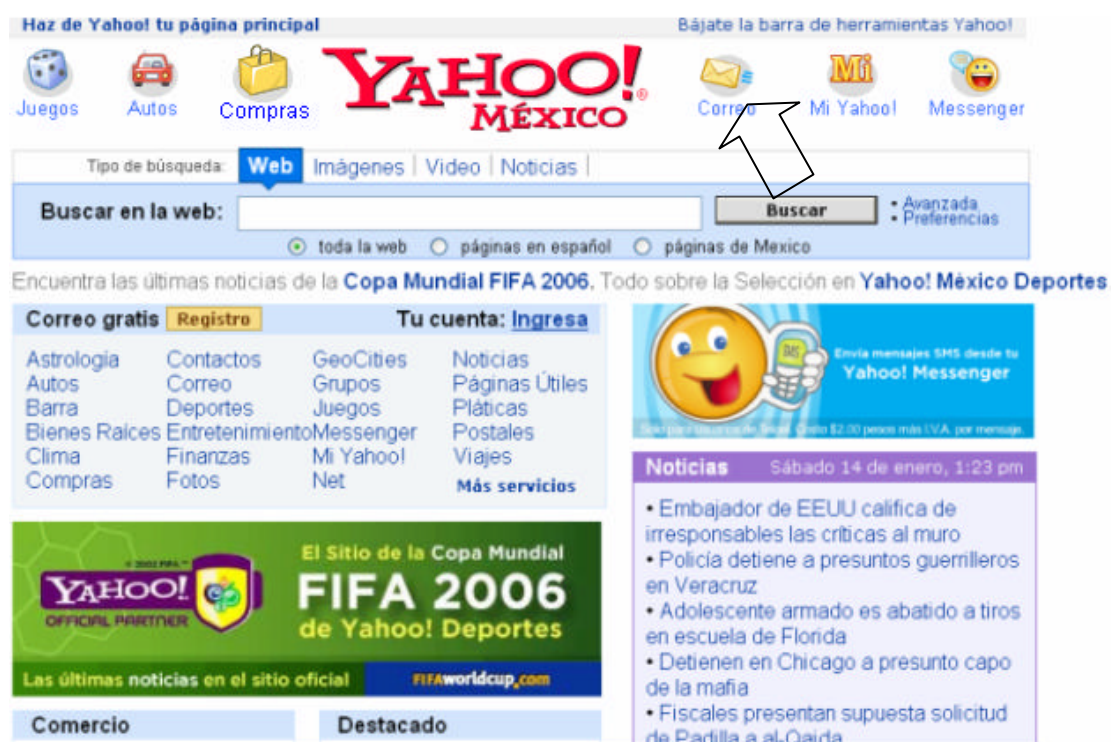 Haz de Yahoo! tu página principal
Bájate la barra de herramientas Yahoo!
Juegos Autos Compras
YAHOO! MÉXICO
Correo Mi Yahoo! Messenger
Tipo de búsqueda: Web Imágenes | Video | Noticias |
Buscar en la web: Buscar
• Avanzada
• Preferencias
toda la web páginas en español páginas de Mexico
Encuentra las últimas noticias de la Copa Mundial FIFA 2006. Todo sobre la Selección en Yahoo! México Deportes
Correo gratis Registro Tu cuenta: Ingresa
Astrología Contactos GeoCities Noticias
Autos Correo Grupos Páginas Útiles
Barra Deportes Juegos Pláticas
Bienes Raíces Entretenimiento Messenger Postales
Clima Finanzas Mi Yahoo! Viajes
Compras Fotos Net Más servicios
YAHOO!
OFFICIAL PARTNER
El Sitio de la Copa Mundial
FIFA 2006
de Yahoo! Deportes
Las últimas noticias en el sitio oficial FIFAworldcup.com
Comercio Destacado
SMS
Envía mensajes SMS desde tu
Yahoo! Messenger
Costo $2.00 pesos más I.V.A. por mensaje.
Noticias Sábado 14 de enero, 1:23 pm
• Embajador de EEUU califica de
irresponsables las críticas al muro
• Policía detiene a presuntos guerrilleros
en Veracruz
• Adolescente armado es abatido a tiros
en escuela de Florida
• Detienen en Chicago a presunto capo
de la mafia
• Fiscales presentan supuesta solicitud
de Padilla a al-Qaida